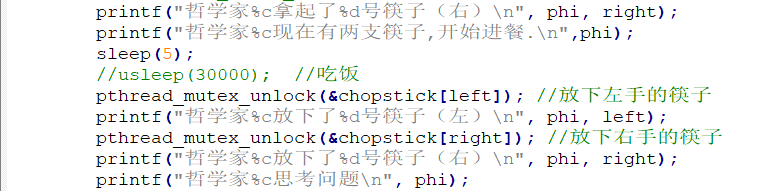 printf("哲学家%c拿起了%d号筷子（右）\n", phi, right);
printf("哲学家%c现在有两支筷子,开始进餐.\n",phi);
sleep(5);
//usleep(30000);  //吃饭
pthread_mutex_unlock(&chopstick[left]); //放下左手的筷子
printf("哲学家%c放下了%d号筷子（左）\n", phi, left);
pthread_mutex_unlock(&chopstick[right]); //放下右手的筷子
printf("哲学家%c放下了%d号筷子（右）\n", phi, right);
printf("哲学家%c思考问题\n", phi);